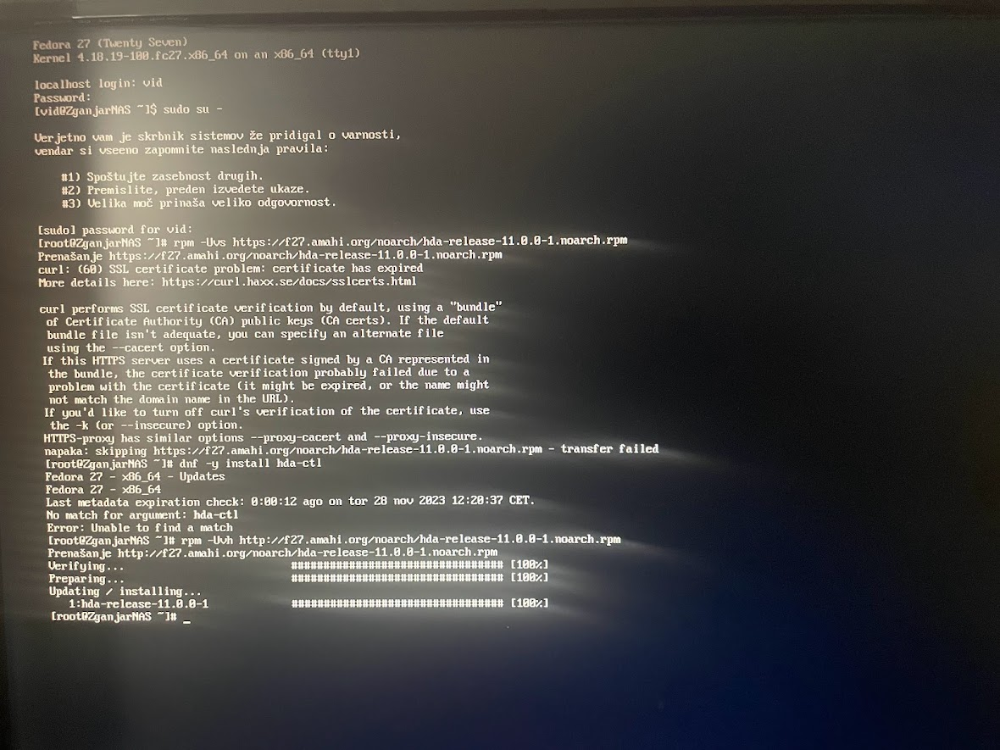 Fedora 27 (Twenty Seven)
Kernel 4.18.19-100.fc27.x86_64 on an x86_64 (tty1)
localhost login: vid
Password:
[vid@ZganjarNAS ~]$ sudo su -
Verjetno vam je skrbnik sistemov že pridigal o varnosti,
vendar si vseeno zapomnite naslednja pravila:
#1) Spoštujte zasebnost drugih.
#2) Premislite, preden izvedete ukaze.
#3) Velika moč prinaša veliko odgovornost.
[sudo] password for vid:
[root@ZganjarNAS ~]# rpm -Uvs https://f27.amahi.org/noarch/hda-release-11.0.0-1.noarch.rpm
Prenašanje https://f27.amahi.org/noarch/hda-release-11.0.0-1.noarch.rpm
curl: (60) SSL certificate problem: certificate has expired
More details here: https://curl.haxx.se/docs/sslcerts.html
curl performs SSL certificate verification by default, using a "bundle"
of Certificate Authority (CA) public keys (CA certs). If the default
bundle file isn't adequate, you can specify an alternate file
using the --cacert option.
If this HTTPS server uses a certificate signed by a CA represented in
the bundle, the certificate verification probably failed due to a
problem with the certificate (it might be expired, or the name might
not match the domain name in the URL).
If you'd like to turn off curl's verification of the certificate, use
the -k (or --insecure) option.
HTTPS-proxy has similar options --proxy-cacert and --proxy-insecure.
napaka: skipping https://f27.amahi.org/noarch/hda-release-11.0.0-1.noarch.rpm - transfer failed
[root@ZganjarNAS ~]# dnf -y install hda-ctl
Fedora 27 - x86_64 - Updates
Fedora 27 - x86_64
Last metadata expiration check: 0:00:12 ago on tor 28 nov 2023 12:20:37 CET.
No match for argument: hda-ctl
Error: Unable to find a match
[root@ZganjarNAS ~]# rpm -Uvh http://f27.amahi.org/noarch/hda-release-11.0.0-1.noarch.rpm
Prenašanje http://f27.amahi.org/noarch/hda-release-11.0.0-1.noarch.rpm
Verifying... ################################# [100%]
Preparing... ################################# [100%]
Updating / installing...
1:hda-release-11.0.0-1 ################################# [100%]
[root@ZganjarNAS ~]# _